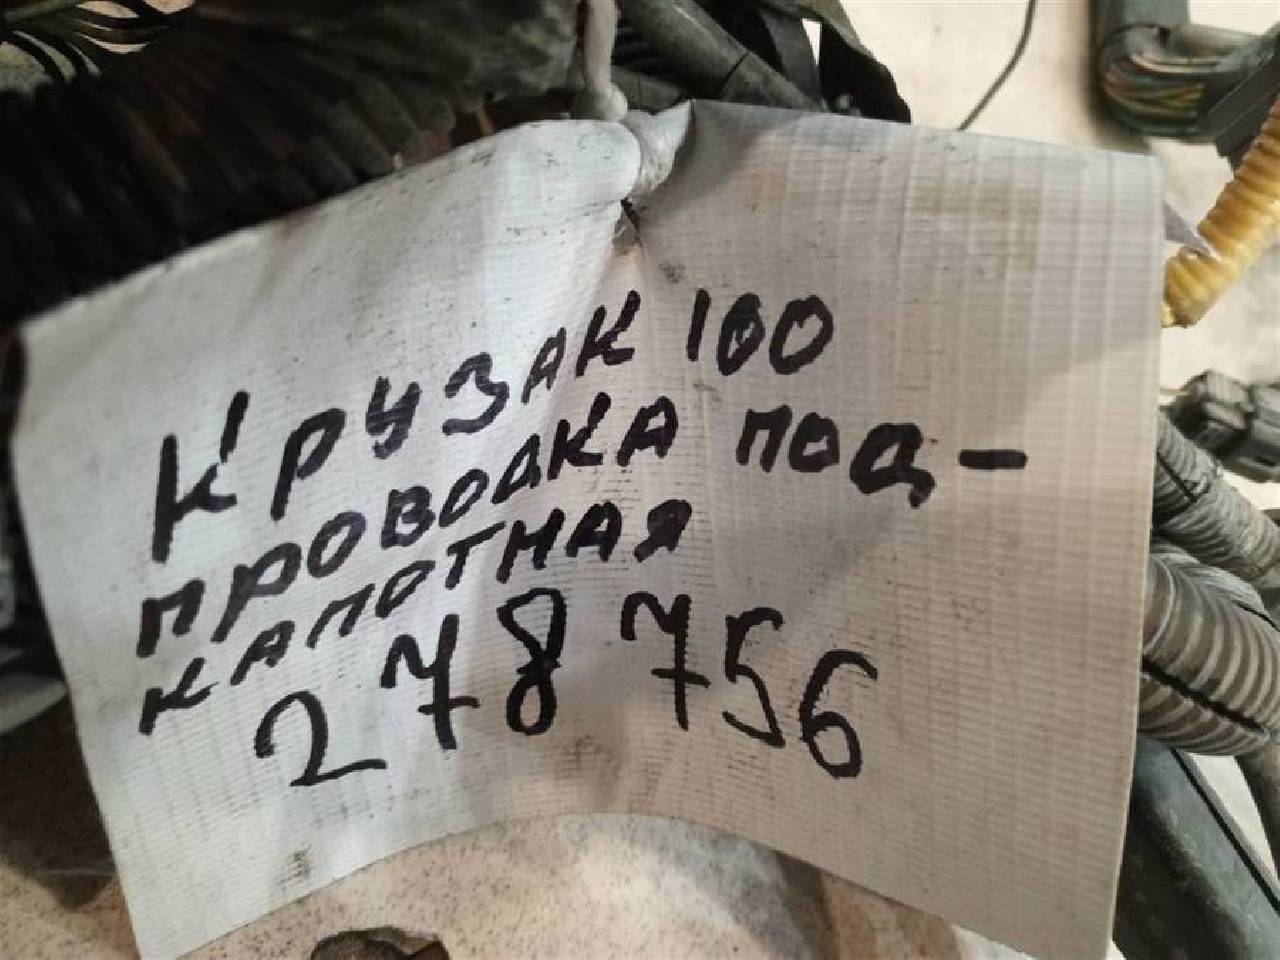 Крузак 100
проводка под-
капотная
278756